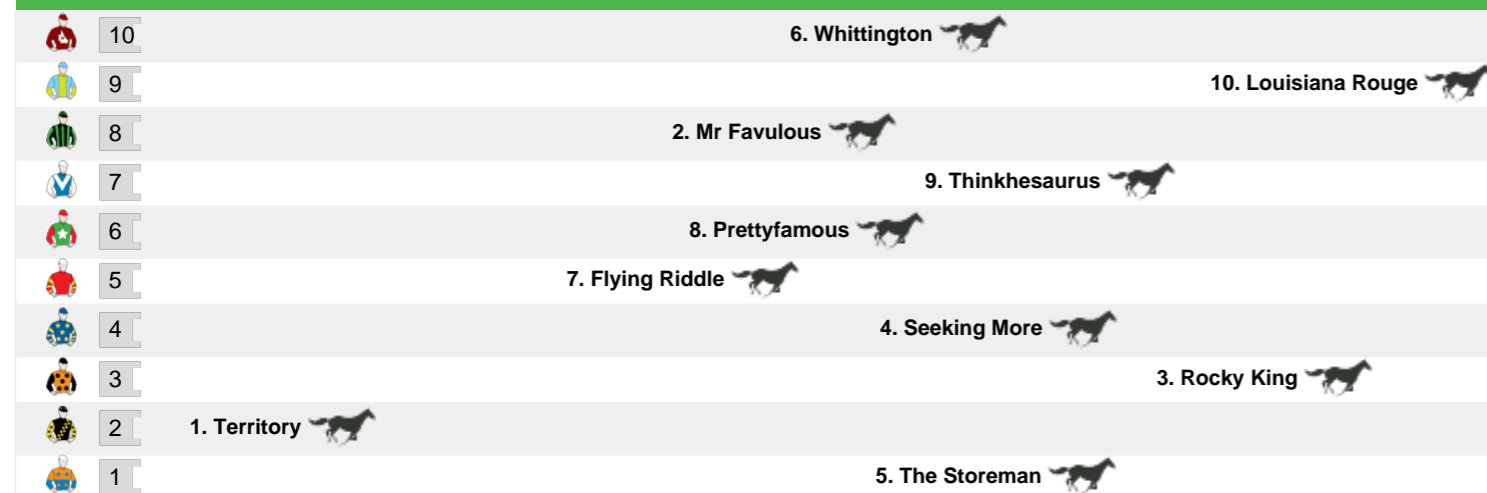 10 6. Whittington
9 10. Louisiana Rouge
8 2. Mr Favulous
7 9. Thinkhesaurus
6 8. Prettyfamous
5 7. Flying Riddle
4 4. Seeking More
3 3. Rocky King
2 1. Territory
1 5. The Storeman